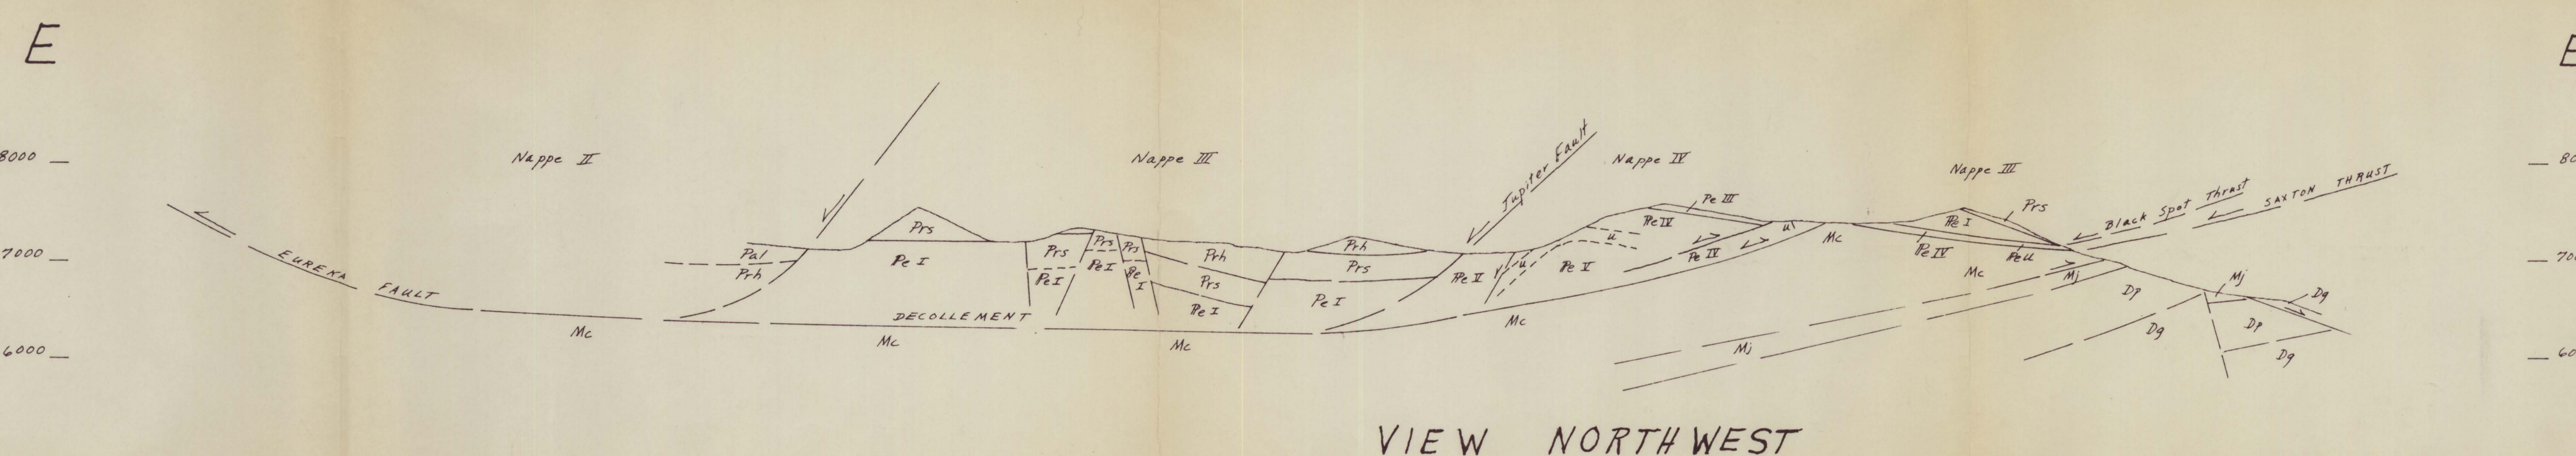 E
E
8000
Nappe II
Nappe III
Jupiter Fault
Nappe IV
Nappe III
80
Pe III
Prs
Black Spot Thrust
SAXTON THRUST
Prs
Pe IV
Pe I
7000
EUREKA FAULT
Pal
Prh
Pe I
Prs
Pe I
Prs
Pe I
Prs
Pe I
Prh
Prs
Pe I
Prh
Prs
Pe I
Pe V
u
u
Pe V
Pe IV
u
Mc
Pe IV
Pe u
Mc
Mj
70
Dp
Mj
Dg
Dp
Dg
Dg
DECOLLEMENT
Mc
Mc
Mc
Mc
Mj
6000
60
VIEW NORTHWEST